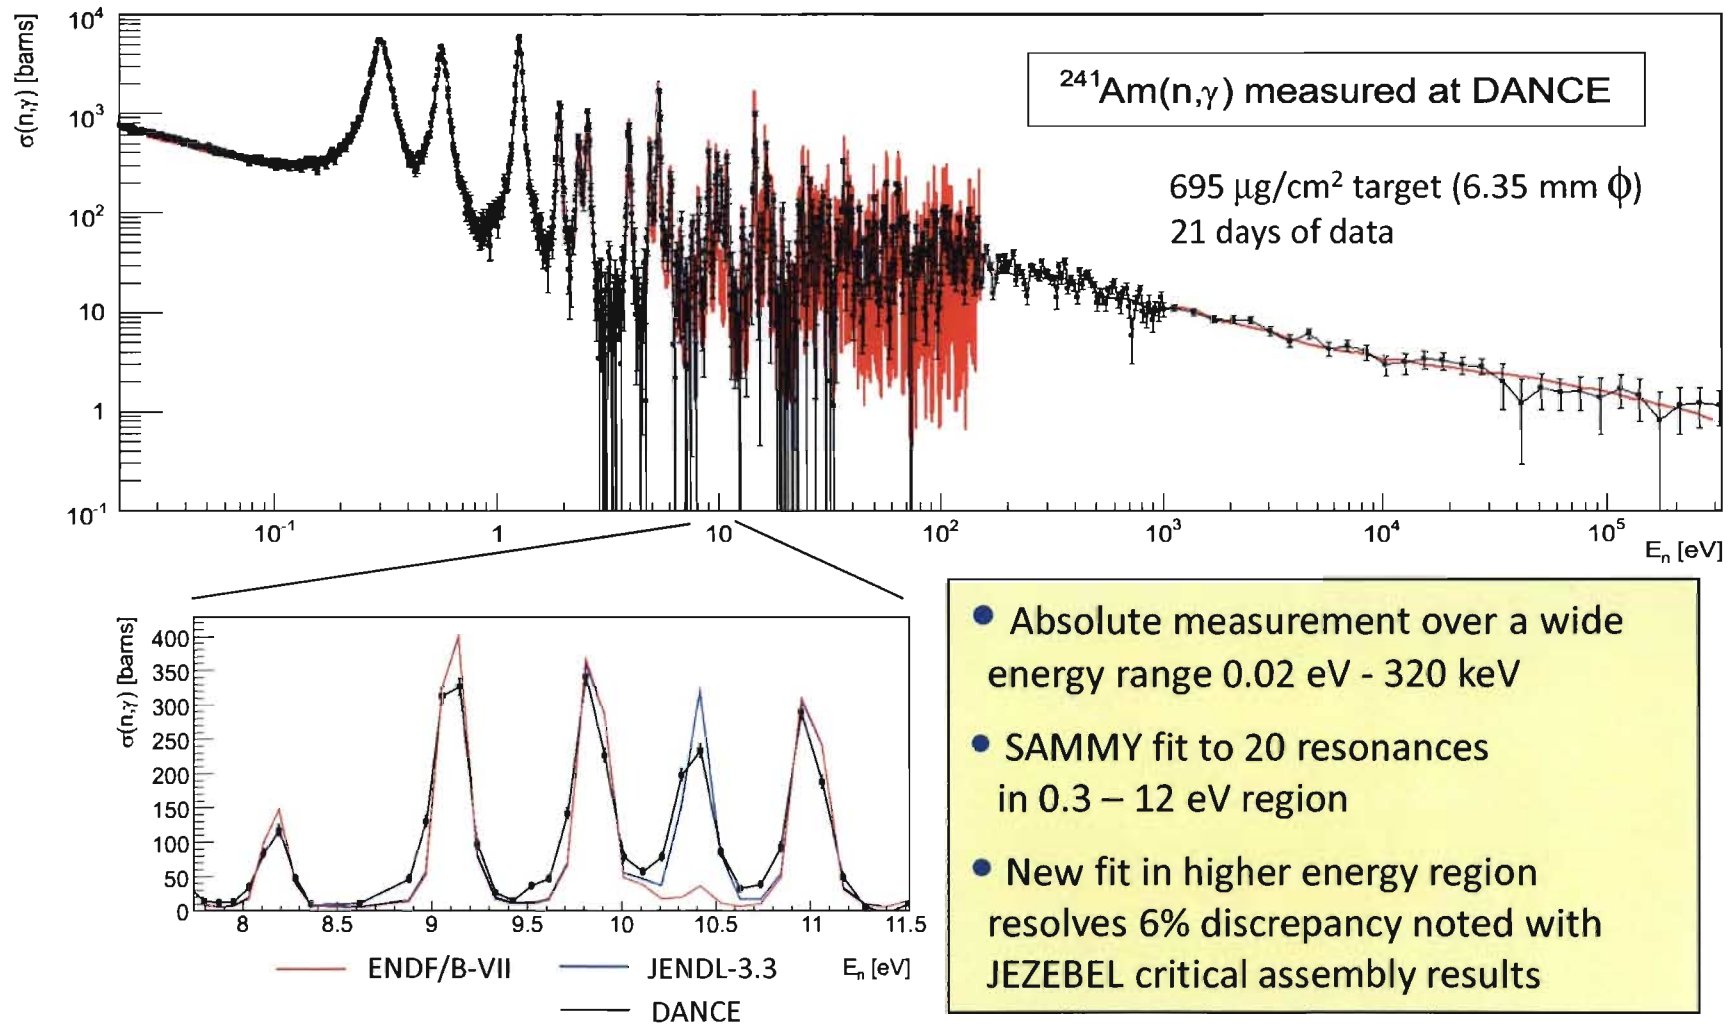 σ(n,γ) [barns]
10⁴
10³
10²
10
1
10⁻¹
10⁻¹ 1 10 10² 10³ 10⁴ 10⁵
Eₙ [eV]
²⁴¹Am(n,γ) measured at DANCE
695 μg/cm² target (6.35 mm ϕ)
21 days of data
σ(n,γ) [barns]
400
350
300
250
200
150
100
50
0
8 8.5 9 9.5 10 10.5 11 11.5
ENDF/B-VII JENDL-3.3 Eₙ [eV]
DANCE
• Absolute measurement over a wide
energy range 0.02 eV - 320 keV
• SAMMY fit to 20 resonances
in 0.3 – 12 eV region
• New fit in higher energy region
resolves 6% discrepancy noted with
JEZEBEL critical assembly results